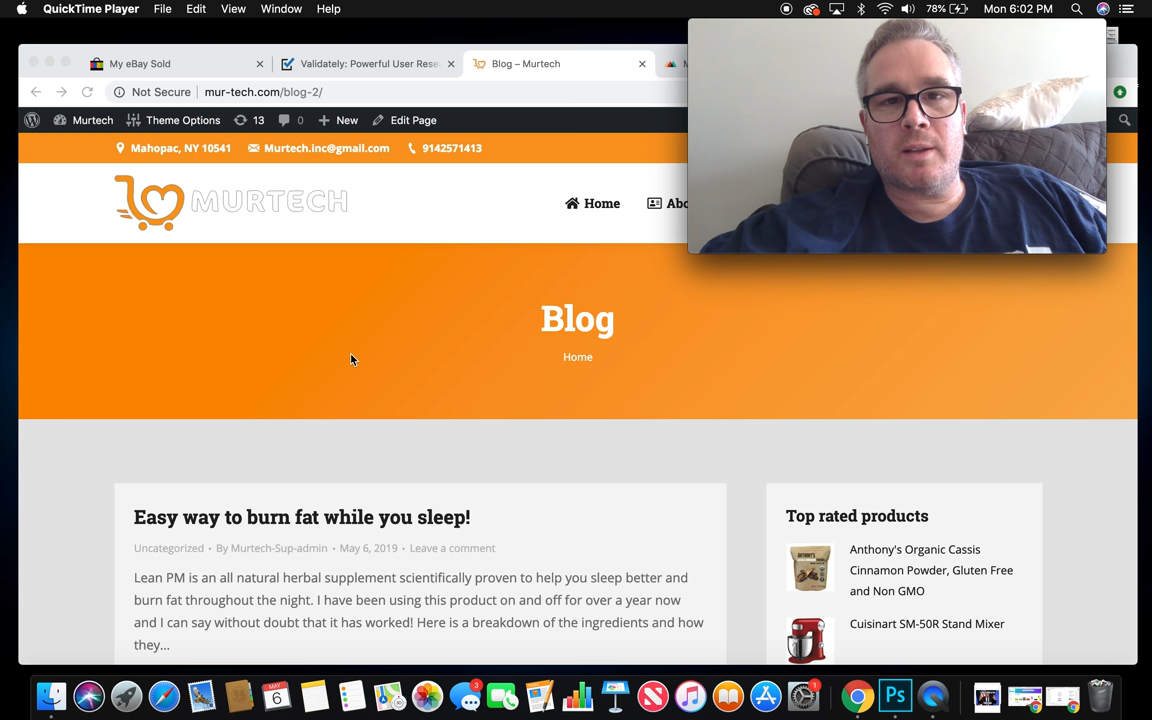 QuickTime Player File Edit View Window Help 78% Mon 6:02 PM
My eBay Sold Validately: Powerful User Rese Blog – Murtech M
Not Secure mur-tech.com/blog-2/
Murtech Theme Options 13 0 New Edit Page
Mahopac, NY 10541 Murtech.inc@gmail.com 9142571413
MURTECH
Home Abo
Blog
Home
Easy way to burn fat while you sleep!
Uncategorized • By Murtech-Sup-admin • May 6, 2019 • Leave a comment
Lean PM is an all natural herbal supplement scientifically proven to help you sleep better and
burn fat throughout the night. I have been using this product on and off for over a year now
and I can say without doubt that it has worked! Here is a breakdown of the ingredients and how
they...
Top rated products
Anthony's Organic Cassis
Cinnamon Powder, Gluten Free
and Non GMO
Cuisinart SM-50R Stand Mixer
MAY
6
3
1
Ps